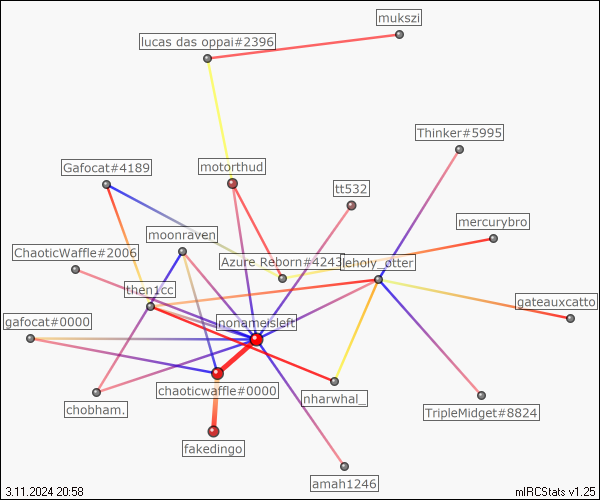 mukszi
lucas das oppai#2396
Thinker#5995
Gafocat#4189
motorthud
tt532
mercurybro
moonraven
ChaoticWaffle#2006
Azure Reborn#4243
leholy_otter
then1cc
gateauxcatto
gafocat#0000
nonameisleft
chaoticwaffle#0000
nharwhal_
chobham.
TripleMidget#8824
fakedingo
amah1246
3.11.2024 20:58
mIRCStats v1.25